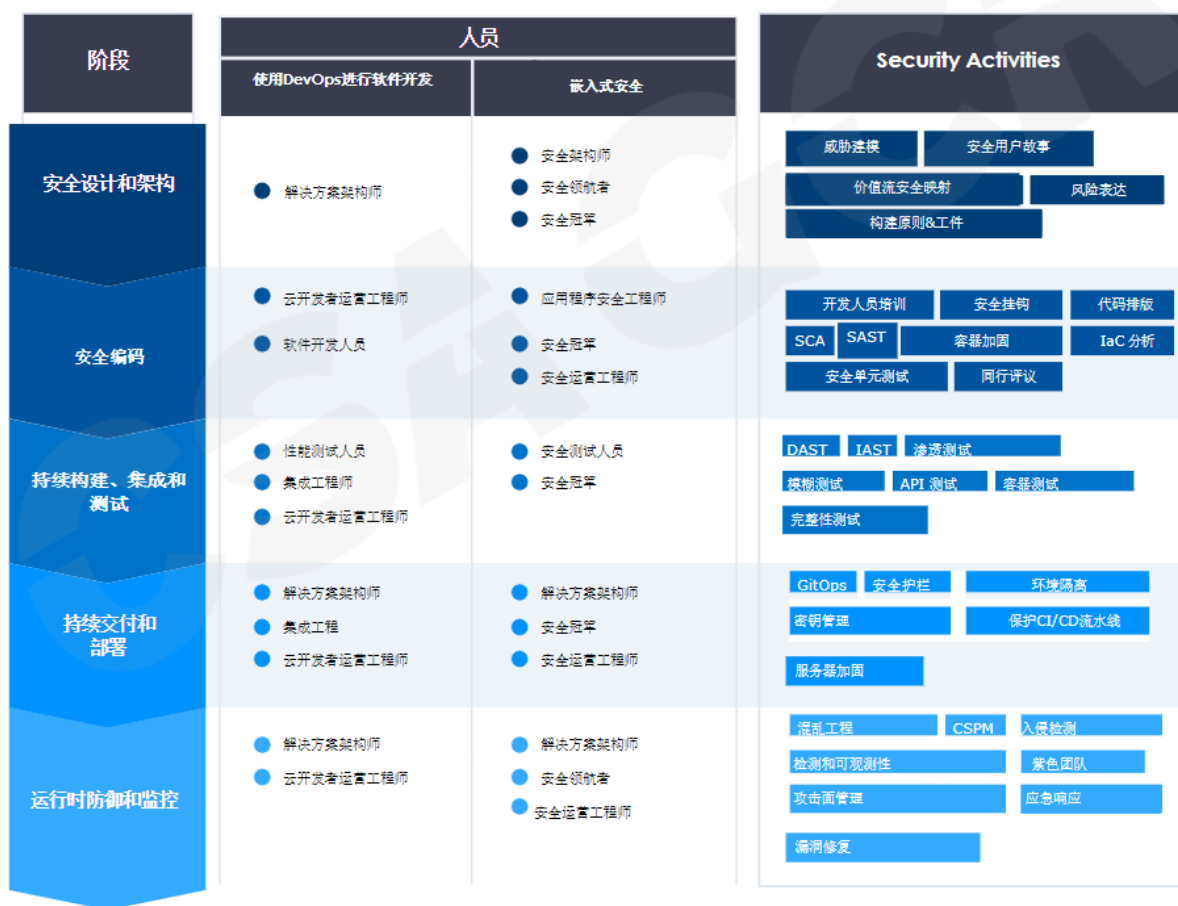 阶段
人员
使用DevOps进行软件开发
嵌入式安全
Security Activities
安全设计和架构
解决方案架构师
安全架构师
安全领航者
安全冠军
威胁建模 安全用户故事
价值流安全映射 风险表达
构建原则&工件
安全编码
云开发者运营工程师
软件开发人员
应用程序安全工程师
安全冠军
安全运营工程师
开发人员培训 安全挂钩 代码排版
SCA SAST 容器加固 IaC 分析
安全单元测试 同行评议
持续构建、集成和
测试
性能测试人员
集成工程师
云开发者运营工程师
安全测试人员
安全冠军
DAST IAST 渗透测试
模糊测试 API 测试 容器测试
完整性测试
持续交付和
部署
解决方案架构师
集成工程
云开发者运营工程师
解决方案架构师
安全冠军
安全运营工程师
GitOps 安全护栏 环境隔离
密钥管理 保护CI/CD流水线
服务器加固
运行时防御和监控
解决方案架构师
云开发者运营工程师
解决方案架构师
安全领航者
安全运营工程师
混乱工程 CSPM 入侵检测
检测和可观测性 紫色团队
攻击面管理 应急响应
漏洞修复
CSA GCR